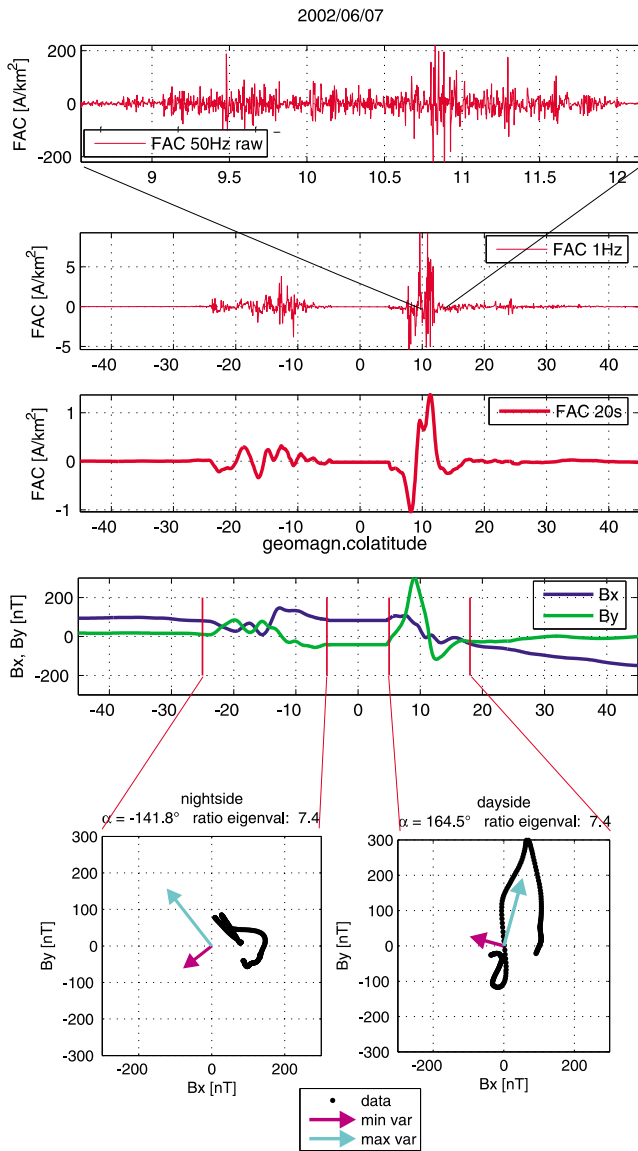 2002/06/07
FAC [A/km²]
200
0
-200
FAC 50Hz raw
9 9.5 10 10.5 11 11.5 12
FAC [A/km²]
5
0
-5
FAC 1Hz
-40 -30 -20 -10 0 10 20 30 40
FAC [A/km²]
1
0
-1
FAC 20s
-40 -30 -20 -10 0 10 20 30 40
geomagn.colatitude
Bx, By [nT]
200
0
-200
Bx
By
-40 -30 -20 -10 0 10 20 30 40
nightside
α = -141.8° ratio eigenval: 7.4
By [nT]
300
200
100
0
-100
-200
-300
-200 0 200
Bx [nT]
dayside
α = 164.5° ratio eigenval: 7.4
By [nT]
300
200
100
0
-100
-200
-300
-200 0 200
Bx [nT]
data
min var
max var